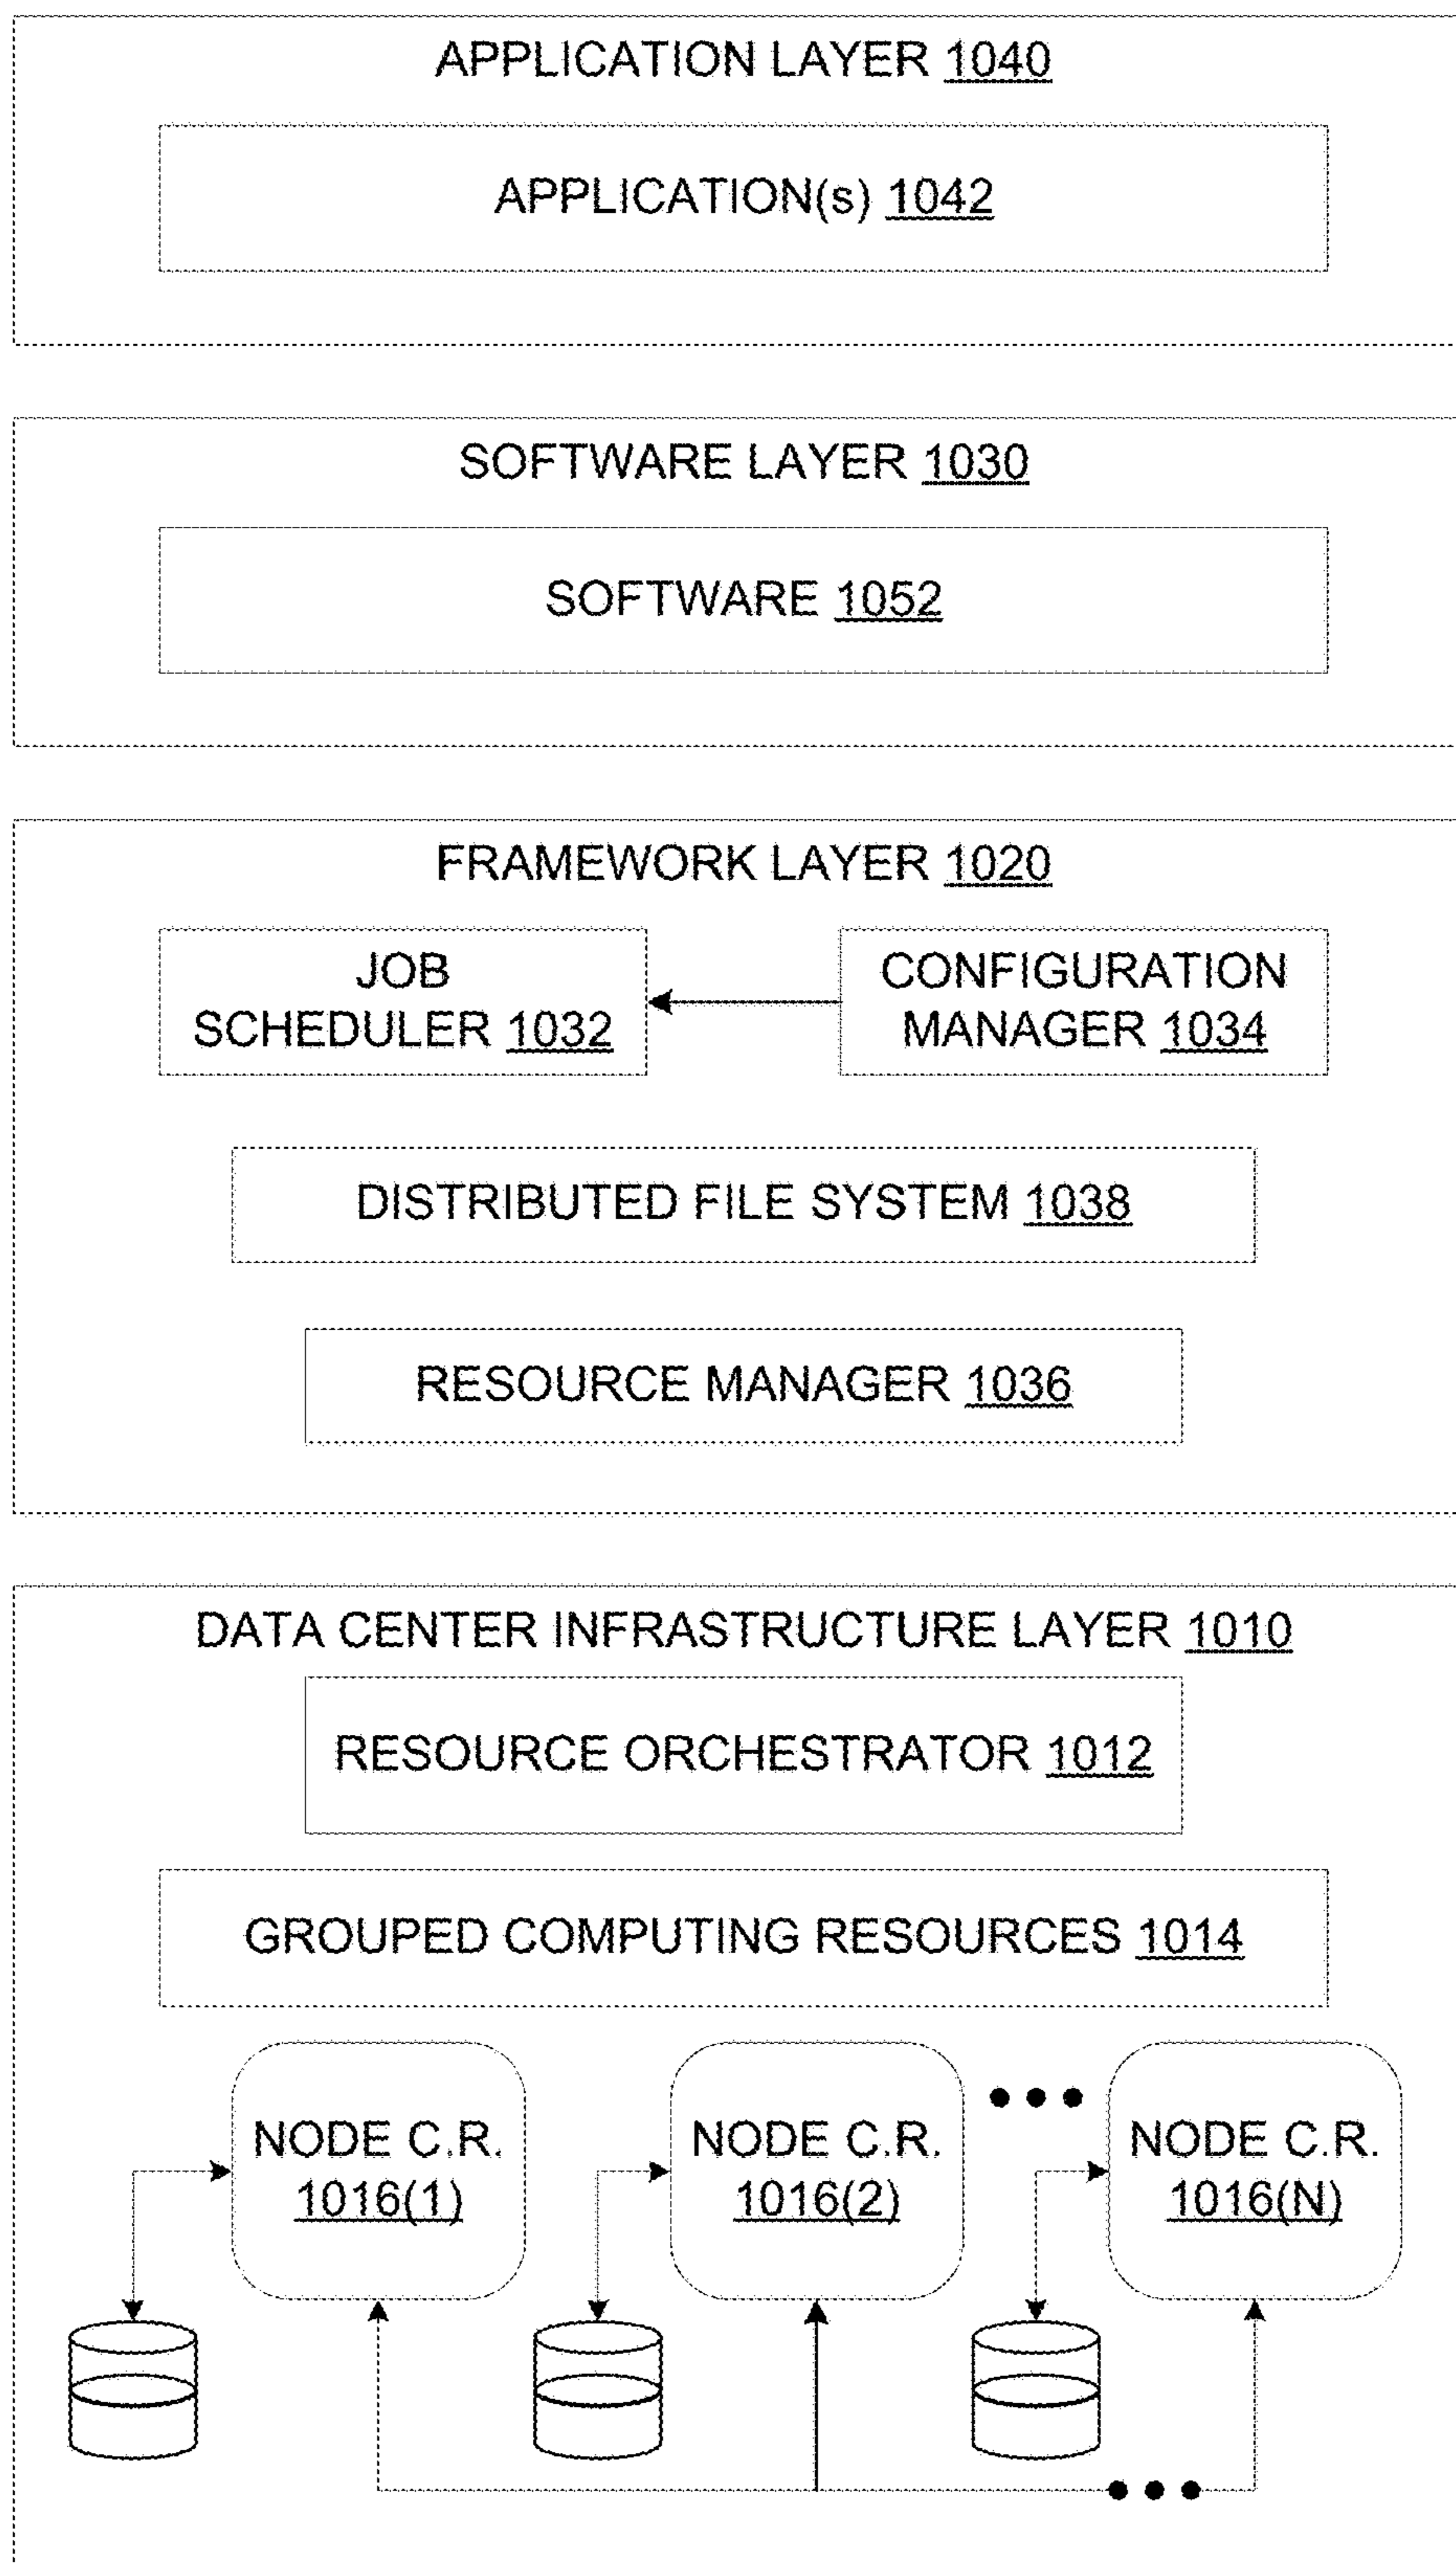 APPLICATION LAYER 1040
APPLICATION(s) 1042
SOFTWARE LAYER 1030
SOFTWARE 1052
FRAMEWORK LAYER 1020
JOB
SCHEDULER 1032
CONFIGURATION
MANAGER 1034
DISTRIBUTED FILE SYSTEM 1038
RESOURCE MANAGER 1036
DATA CENTER INFRASTRUCTURE LAYER 1010
RESOURCE ORCHESTRATOR 1012
GROUPED COMPUTING RESOURCES 1014
NODE C.R.
1016(1)
NODE C.R.
1016(2)
NODE C.R.
1016(N)